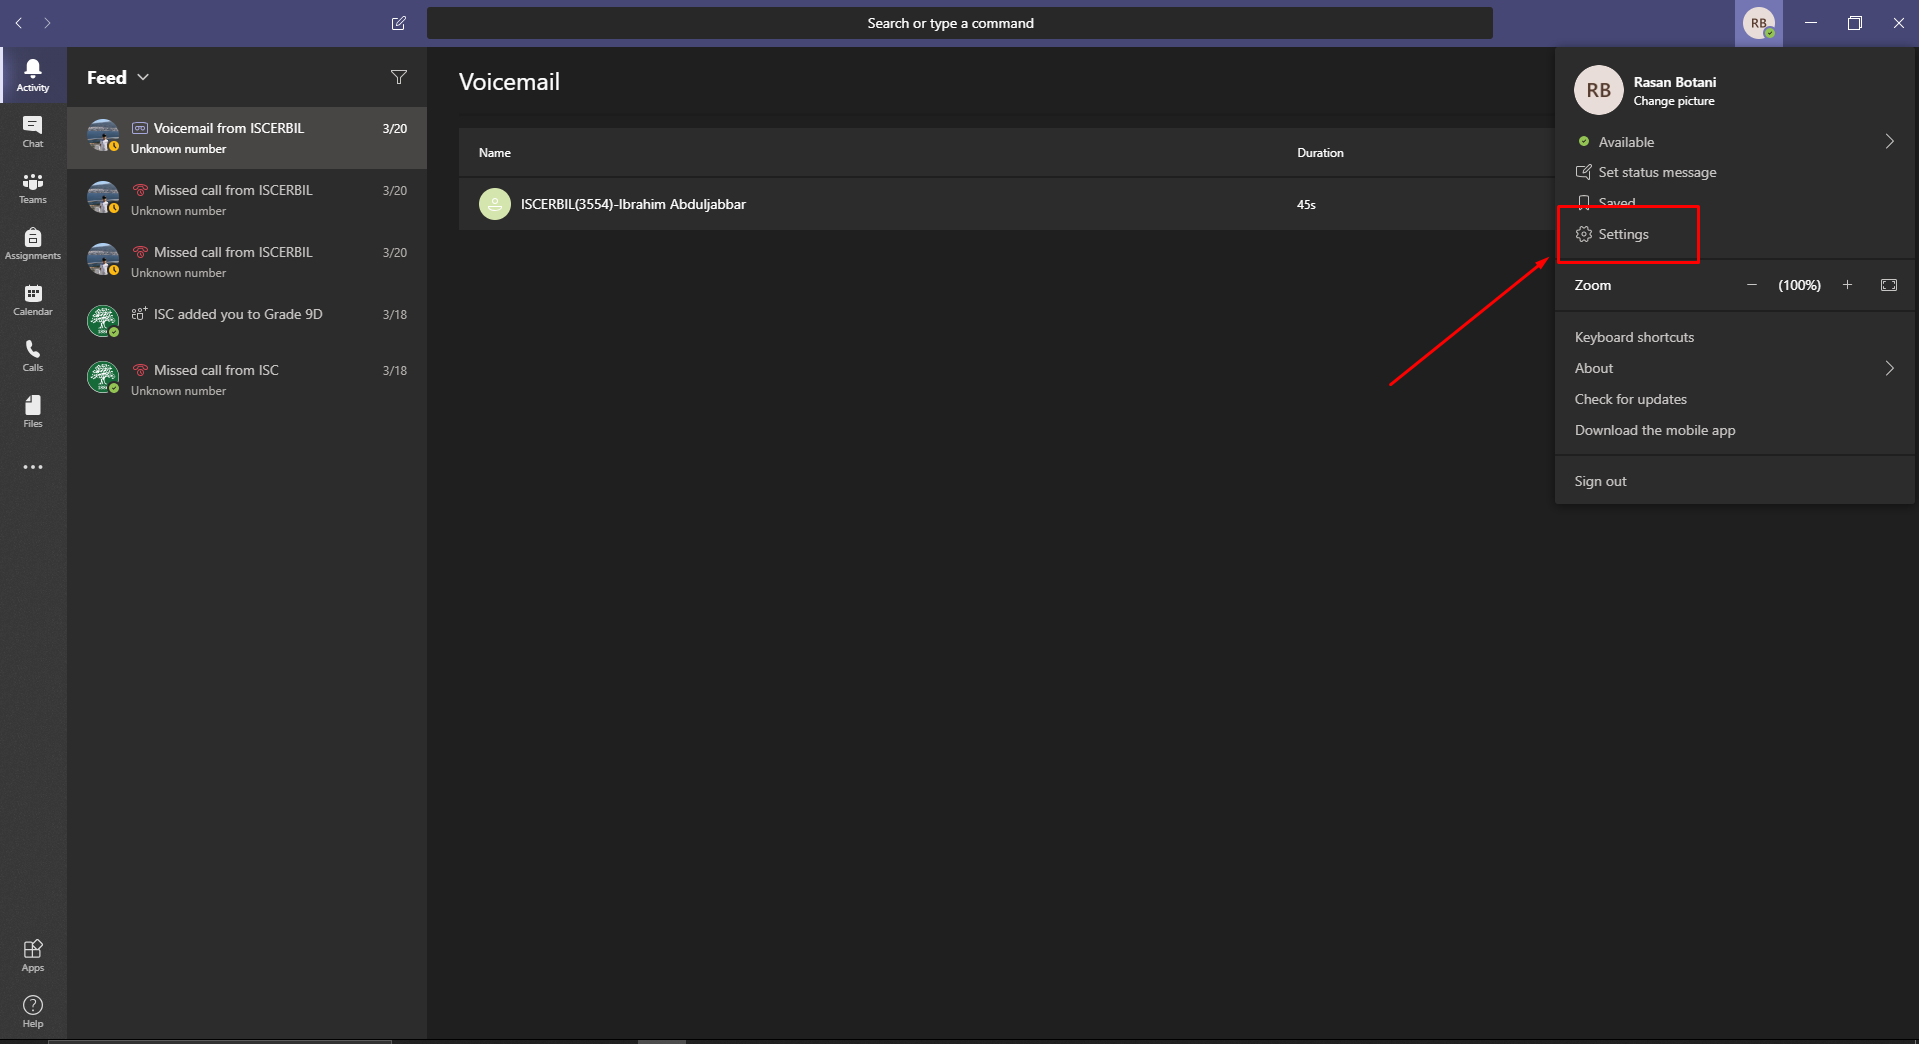 Search or type a command
RB
Activity
Chat
Teams
Assignments
Calendar
Calls
Files
Apps
Help
Feed
Voicemail from ISCERBIL 3/20
Unknown number
Missed call from ISCERBIL 3/20
Unknown number
Missed call from ISCERBIL 3/20
Unknown number
ISC added you to Grade 9D 3/18
Missed call from ISC 3/18
Unknown number
Voicemail
Name Duration
ISCERBIL(3554)-Ibrahim Abduljabbar 45s
RB
Rasan Botani
Change picture
Available
Set status message
Saved
Settings
Zoom (100%)
Keyboard shortcuts
About
Check for updates
Download the mobile app
Sign out